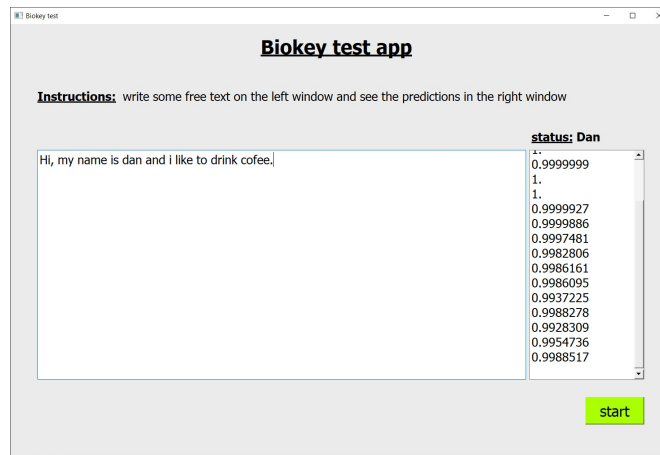 Biokey test
Biokey test app
Instructions: write some free text on the left window and see the predictions in the right window
status: Dan
Hi, my name is dan and i like to drink cofee.
1.
0.9999999
1.
1.
0.9999927
0.9999886
0.9997481
0.9982806
0.9986161
0.9986095
0.9937225
0.9988278
0.9928309
0.9954736
0.9988517
start